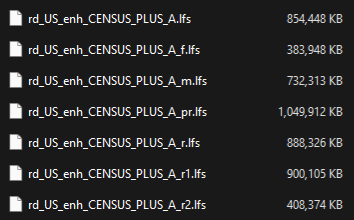 rd_US_enh_CENSUS_PLUS_A.lfs 854,448 KB
rd_US_enh_CENSUS_PLUS_A_f.lfs 383,948 KB
rd_US_enh_CENSUS_PLUS_A_m.lfs 732,313 KB
rd_US_enh_CENSUS_PLUS_A_pr.lfs 1,049,912 KB
rd_US_enh_CENSUS_PLUS_A_r.lfs 888,326 KB
rd_US_enh_CENSUS_PLUS_A_r1.lfs 900,105 KB
rd_US_enh_CENSUS_PLUS_A_r2.lfs 408,374 KB